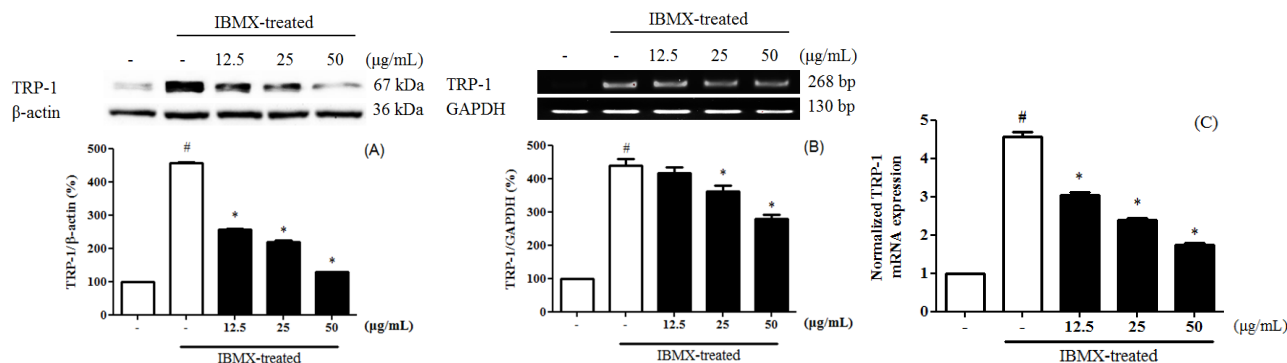 IBMX-treated
- - 12.5 25 50 (μg/mL)
TRP-1 67 kDa
β-actin 36 kDa
(A)
TRP-1/β-actin (%)
500
400
300
200
100
0
#
*
*
*
- - 12.5 25 50 (μg/mL)
IBMX-treated
IBMX-treated
- - 12.5 25 50 (μg/mL)
TRP-1 268 bp
GAPDH 130 bp
(B)
TRP-1/GAPDH (%)
500
400
300
200
100
0
#
*
*
- - 12.5 25 50 (μg/mL)
IBMX-treated
(C)
Normalized TRP-1
mRNA expression
5
4
3
2
1
0
#
*
*
*
- - 12.5 25 50
(μg/mL)
IBMX-treated